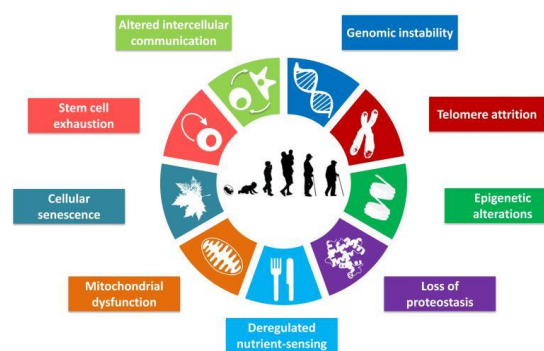 Altered intercellular
communication
Genomic instability
Stem cell
exhaustion
Telomere attrition
Cellular
senescence
Epigenetic
alterations
Mitochondrial
dysfunction
Loss of
proteostasis
Deregulated
nutrient-sensing